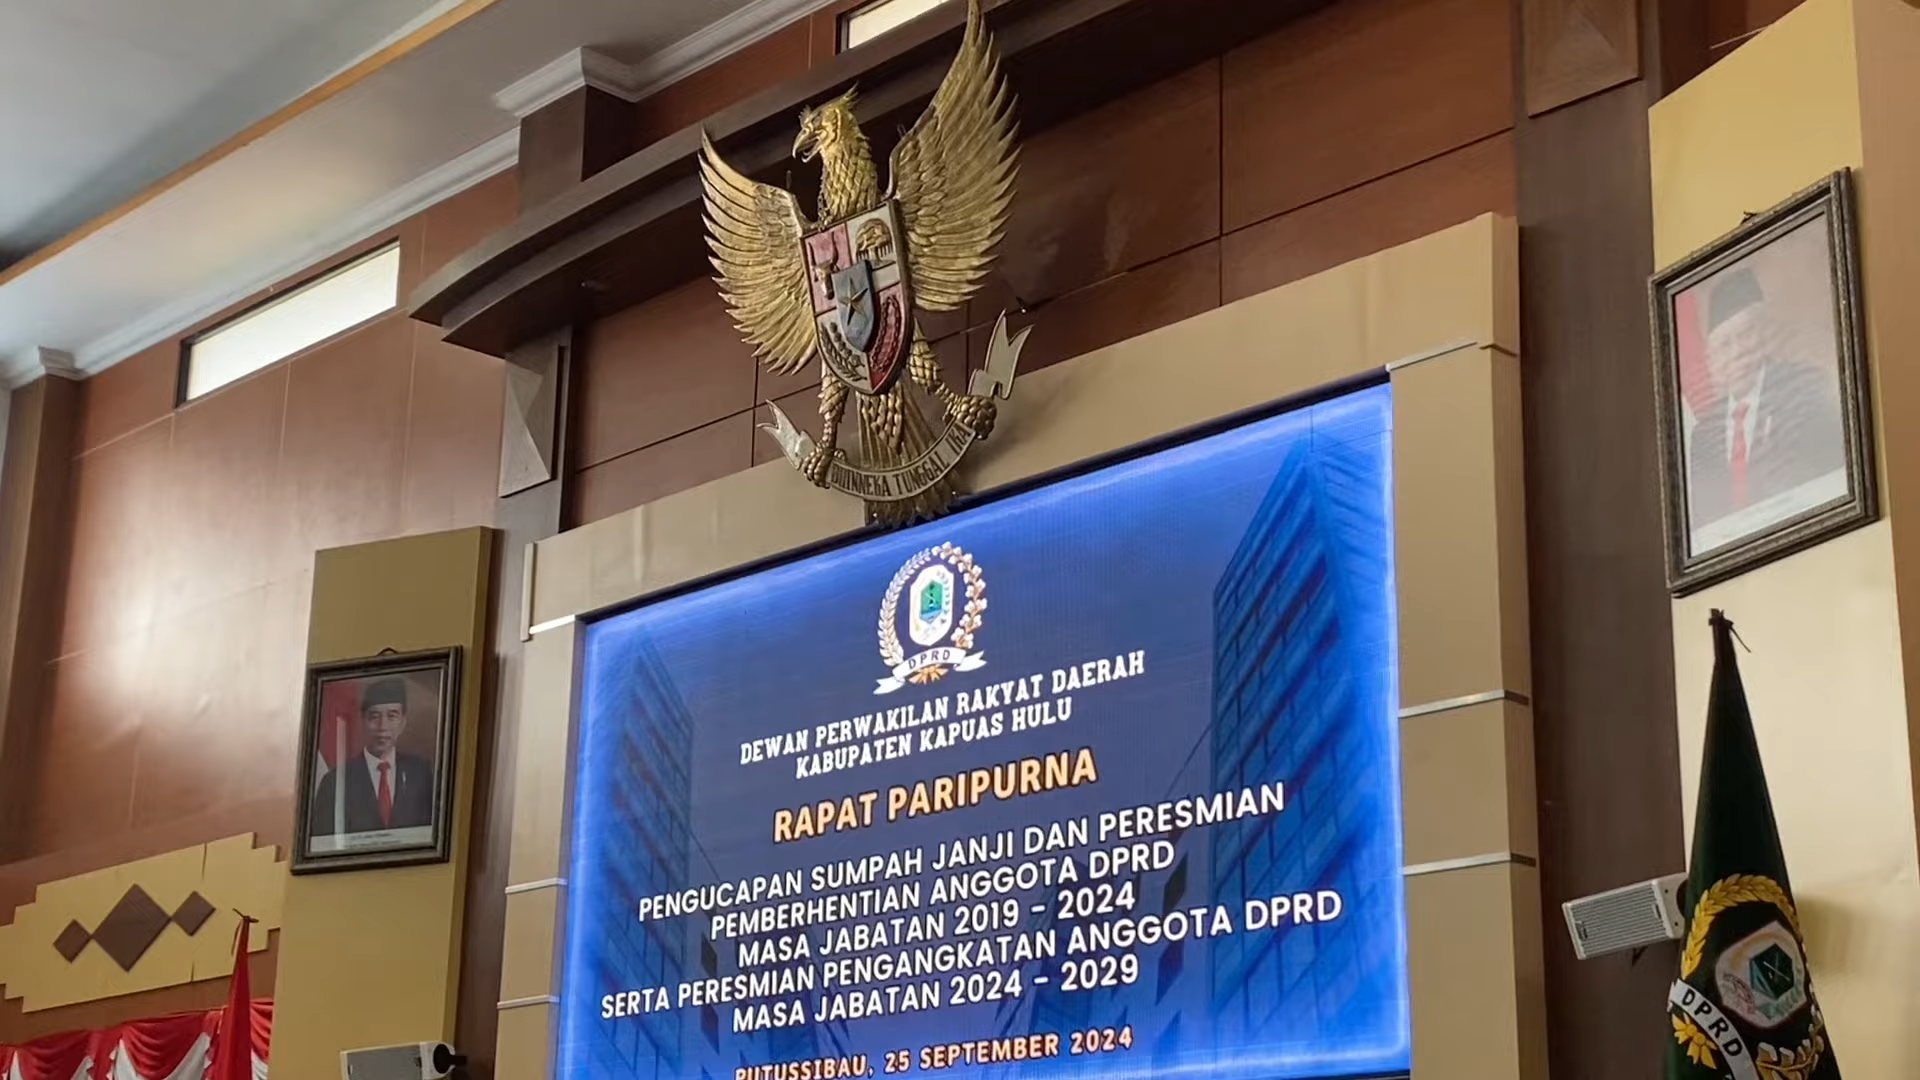 BHINNEKA TUNGGAL IKA
DPRD
DEWAN PERWAKILAN RAKYAT DAERAH
KABUPATEN KAPUAS HULU
RAPAT PARIPURNA
PENGUCAPAN SUMPAH JANJI DAN PERESMIAN
PEMBERHENTIAN ANGGOTA DPRD
MASA JABATAN 2019 - 2024
SERTA PERESMIAN PENGANGKATAN ANGGOTA DPRD
MASA JABATAN 2024 - 2029
PUTUSSIBAU, 25 SEPTEMBER 2024
DPRD